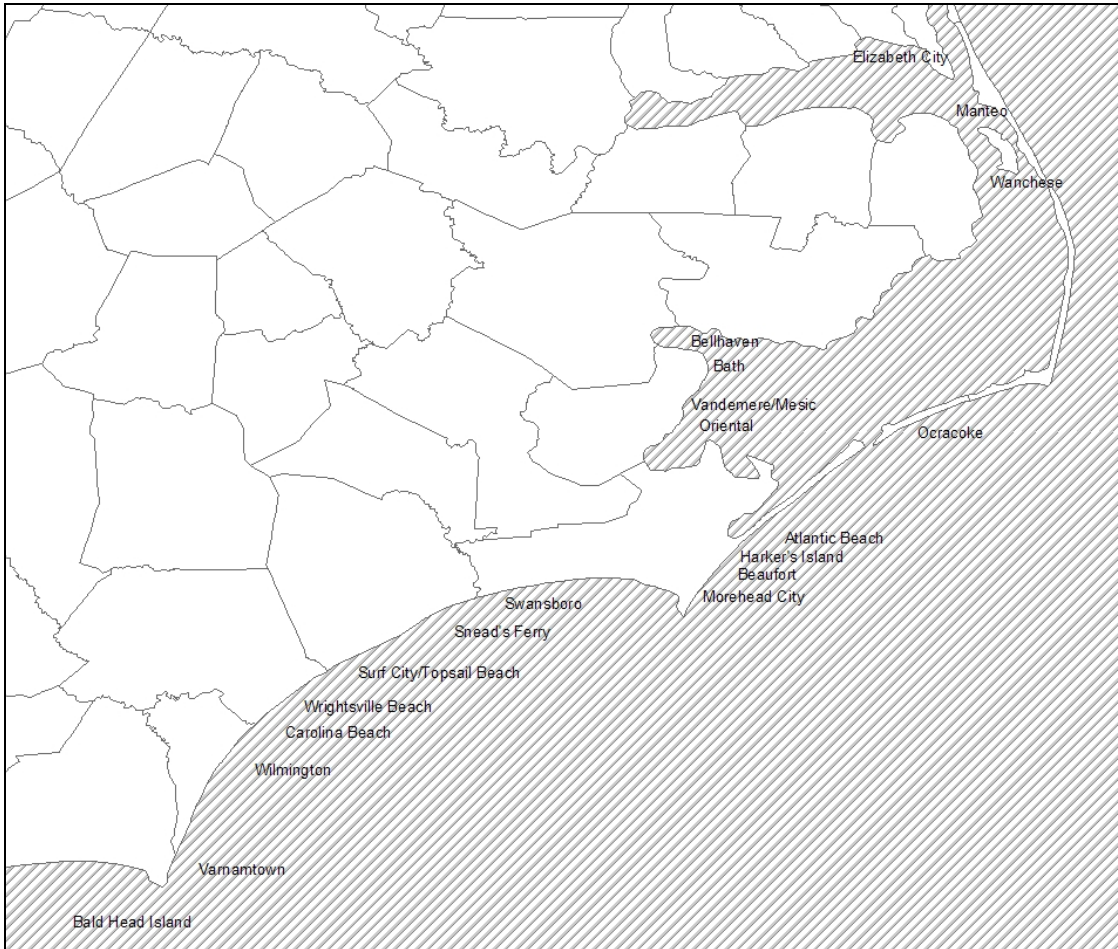 Elizabeth City
Manteo
Wanchese
Bellhaven
Bath
Vandemere/Mesic
Oriental
Ocracoke
Atlantic Beach
Harker's Island
Beaufort
Morehead City
Swansboro
Snead's Ferry
Surf City/Topsail Beach
Wrightsville Beach
Carolina Beach
Wilmington
Varnamtown
Bald Head Island